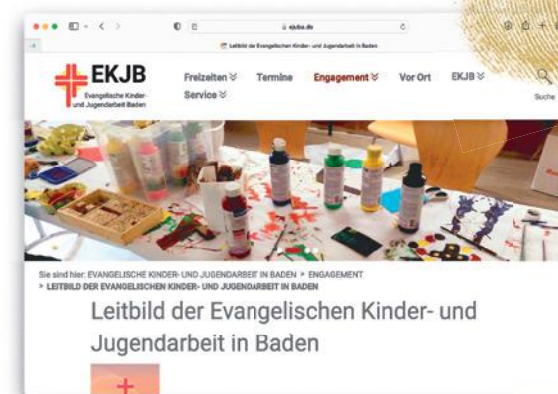 ejuba.de
Leitbild der Evangelischen Kinder- und Jugendarbeit in Baden
EKJB
Evangelische Kinder-
und Jugendarbeit Baden
Freizeiten Termine Engagement Vor Ort EKJB
Service
Suche
Sie sind hier: EVANGELISCHE KINDER- UND JUGENDARBEIT IN BADEN > ENGAGEMENT
> LEITBILD DER EVANGELISCHEN KINDER- UND JUGENDARBEIT IN BADEN
Leitbild der Evangelischen Kinder- und
Jugendarbeit in Baden